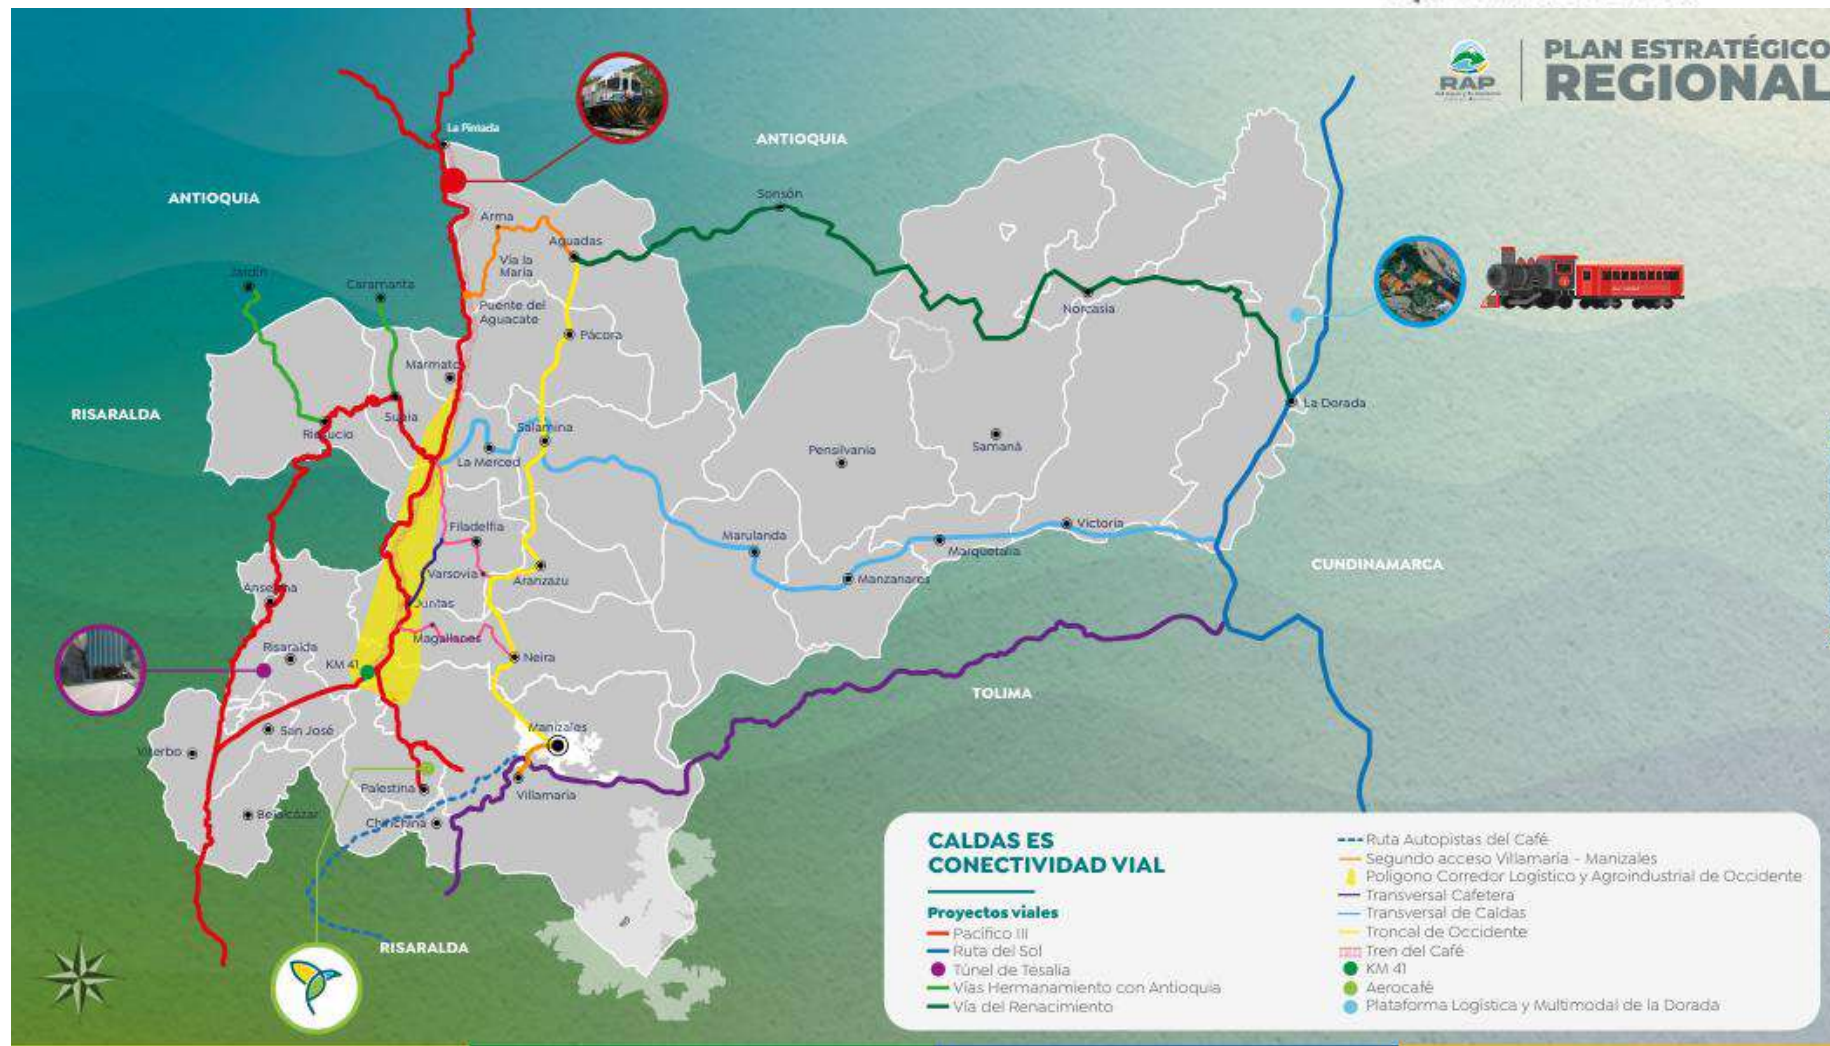 PLAN ESTRATÉGICO
REGIONAL
RAP
La Pintada
ANTIOQUIA
ANTIOQUIA
Sonsón
Arma
Aguadas
Vía la
María
Jardín
Caramanta
Puente del
Aguacate
Norcasia
Pácora
Marmato
RISARALDA
Supía
Riosucio
La Dorada
Salamina
La Merced
Pensilvania
Samaná
Filadelfia
Marulanda
Victoria
Marquetalia
Varsovia
Aranzazu
Manzanares
CUNDINAMARCA
Anserma
Juntas
Magallanes
Risaralda
KM 41
Neira
TOLIMA
Manizales
San José
Viterbo
Palestina
Villamaría
Belalcázar
Chinchiná
RISARALDA
CALDAS ES
CONECTIVIDAD VIAL
Proyectos viales
Pacífico III
Ruta del Sol
Túnel de Tesalia
Vías Hermanamiento con Antioquia
Vía del Renacimiento
Ruta Autopistas del Café
Segundo acceso Villamaría - Manizales
Polígono Corredor Logístico y Agroindustrial de Occidente
Transversal Cafetera
Transversal de Caldas
Troncal de Occidente
Tren del Café
KM 41
Aerocafé
Plataforma Logística y Multimodal de la Dorada